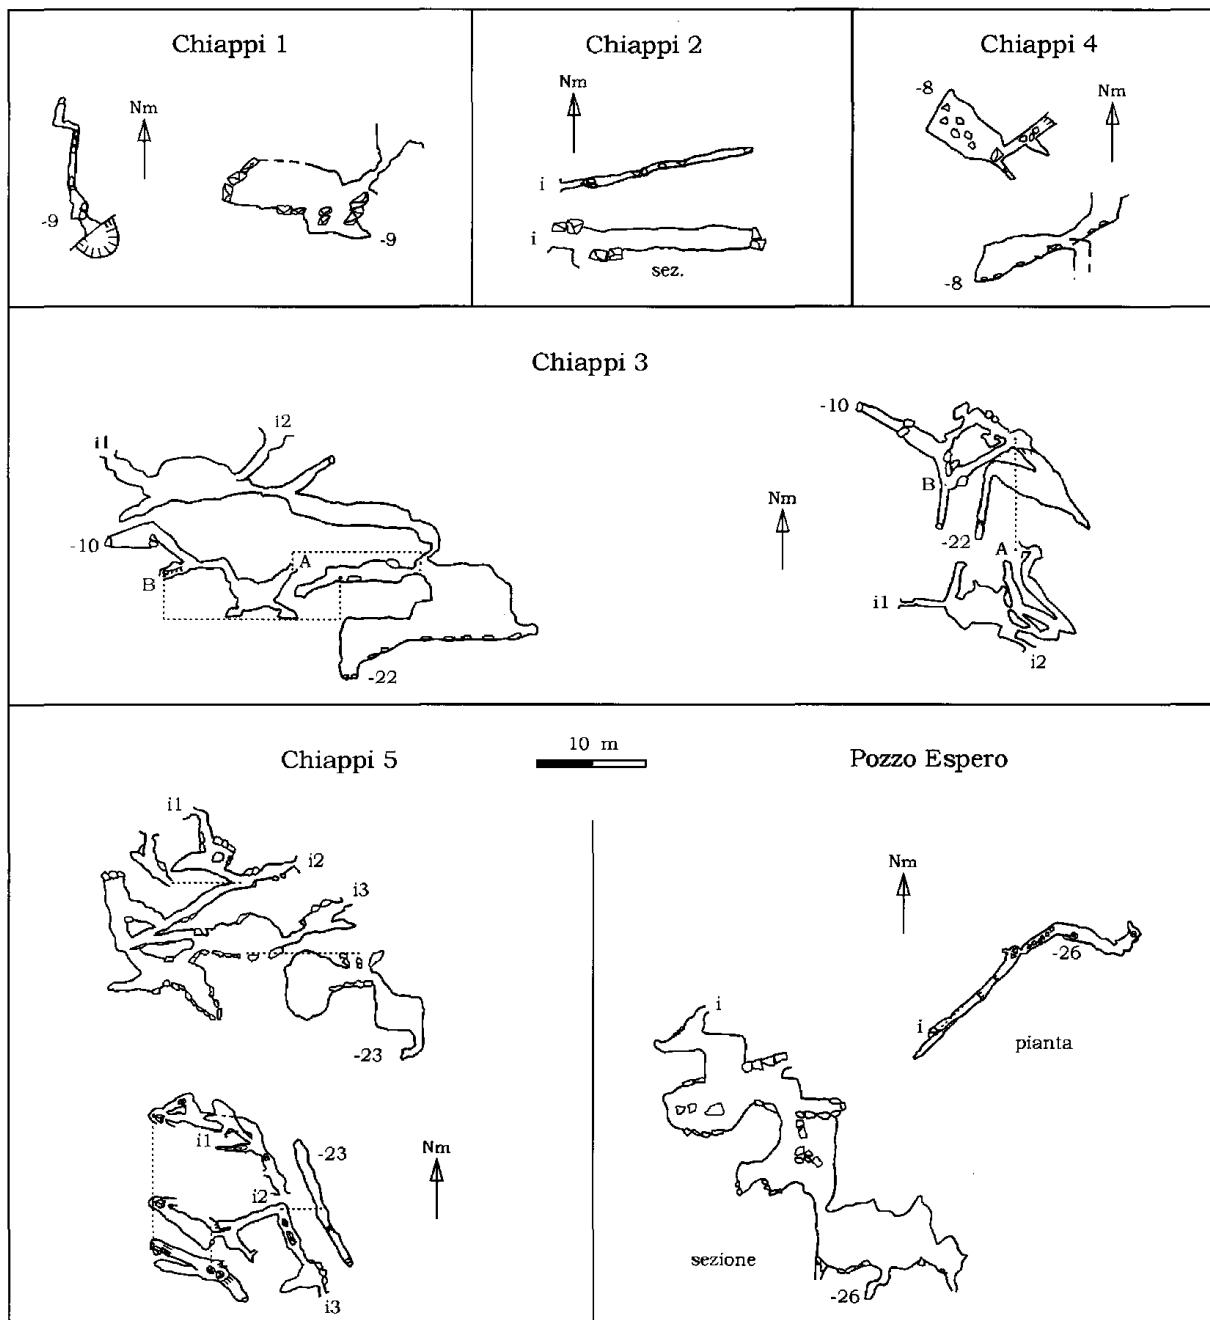 Chiappi 1
Nm
-9
-9
Chiappi 2
Nm
i
i
sez.
Chiappi 4
-8
Nm
-8
Chiappi 3
i1
i2
-10
B
A
-22
-10
B
-22
Nm
A
i1
i2
Chiappi 5
10 m
i1
i2
i3
-23
i1
-23
i2
Nm
i3
Pozzo Espero
Nm
-26
i
pianta
i
sezione
-26